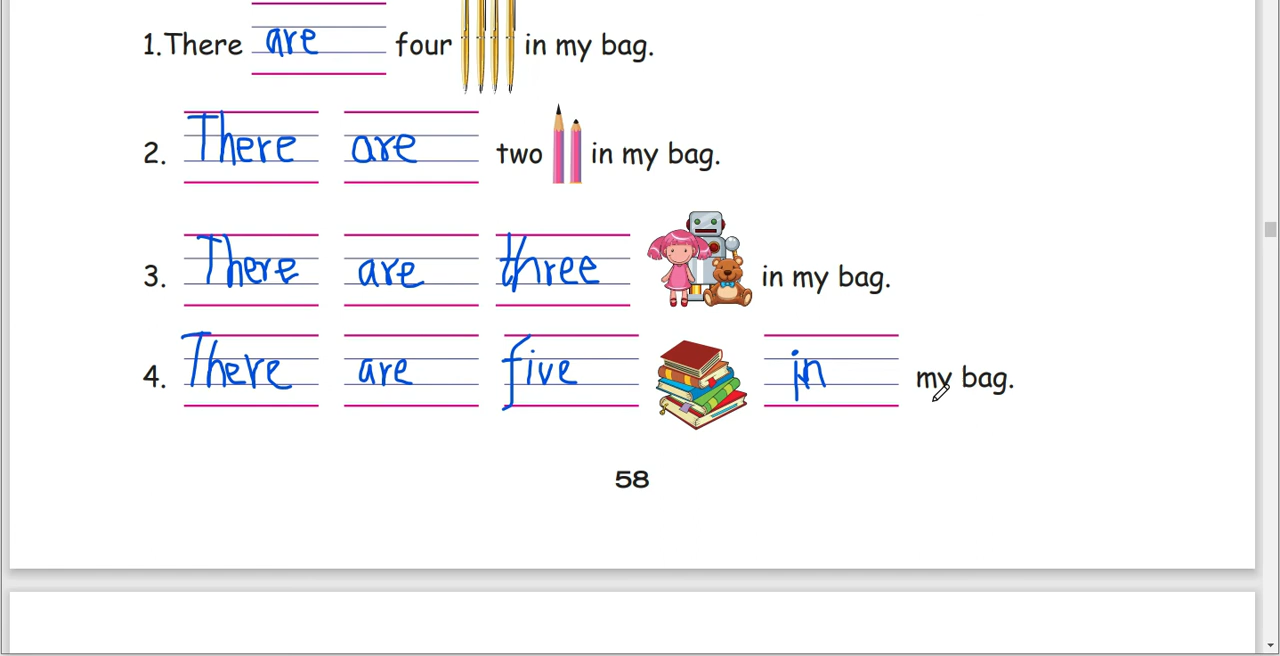 1.There are four in my bag.
2. There are two in my bag.
3. There are three in my bag.
4. There are five in my bag.
58